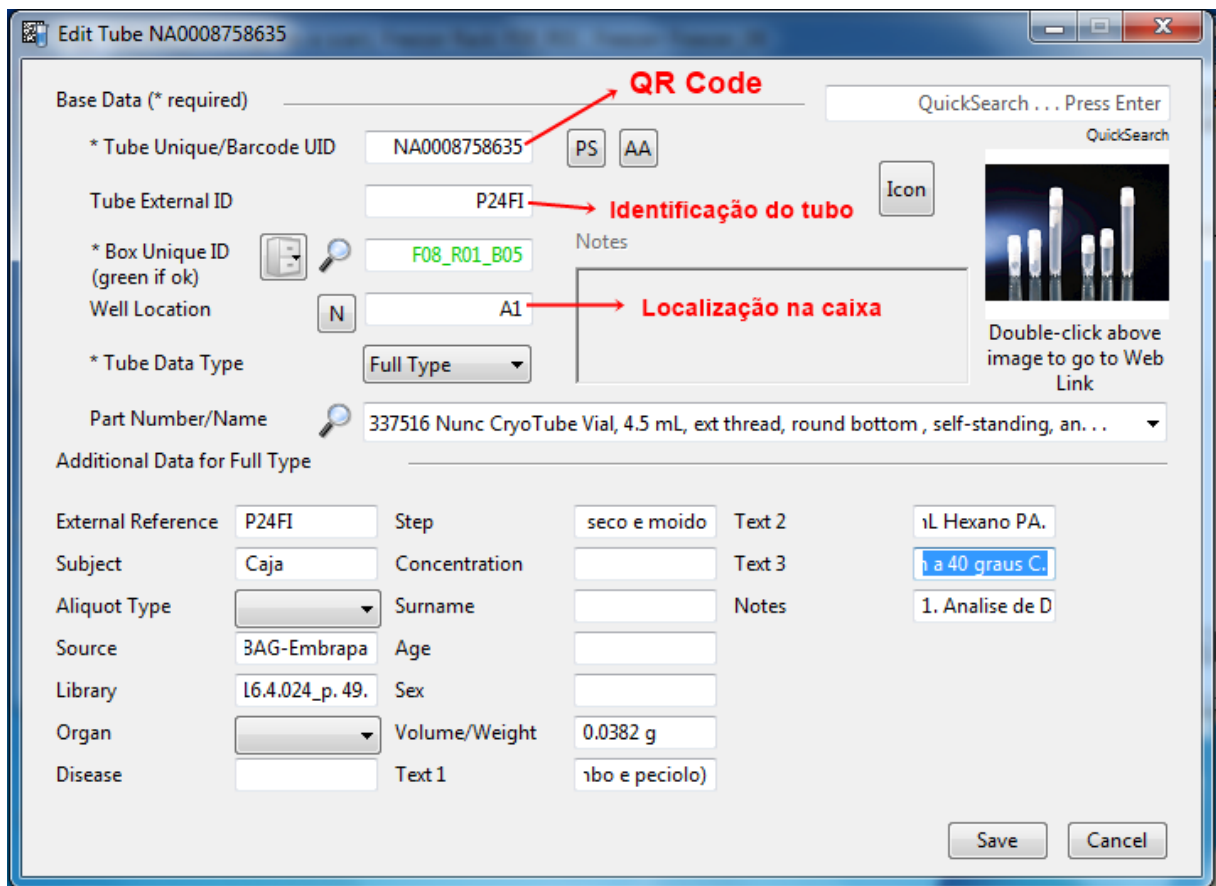 Edit Tube NA0008758635
QR Code
Base Data (* required)
QuickSearch . . . Press Enter
QuickSearch
* Tube Unique/Barcode UID NA0008758635 PS AA
Icon
Tube External ID P24FI Identificação do tubo
* Box Unique ID
(green if ok)
F08_R01_B05
Notes
Well Location N A1 Localização na caixa
Double-click above
image to go to Web
Link
* Tube Data Type Full Type
Part Number/Name 337516 Nunc CryoTube Vial, 4.5 mL, ext thread, round bottom , self-standing, an. . .
Additional Data for Full Type
External Reference P24FI Step seco e moido Text 2 Hexano PA.
Subject Caja Concentration Text 3 a 40 graus C.
Aliquot Type Surname Notes 1. Analise de D
Source BAG-Embrapa Age
Library 16.4.024_p. 49. Sex
Organ Volume/Weight 0.0382 g
Disease Text 1 e peciolo)
Save Cancel